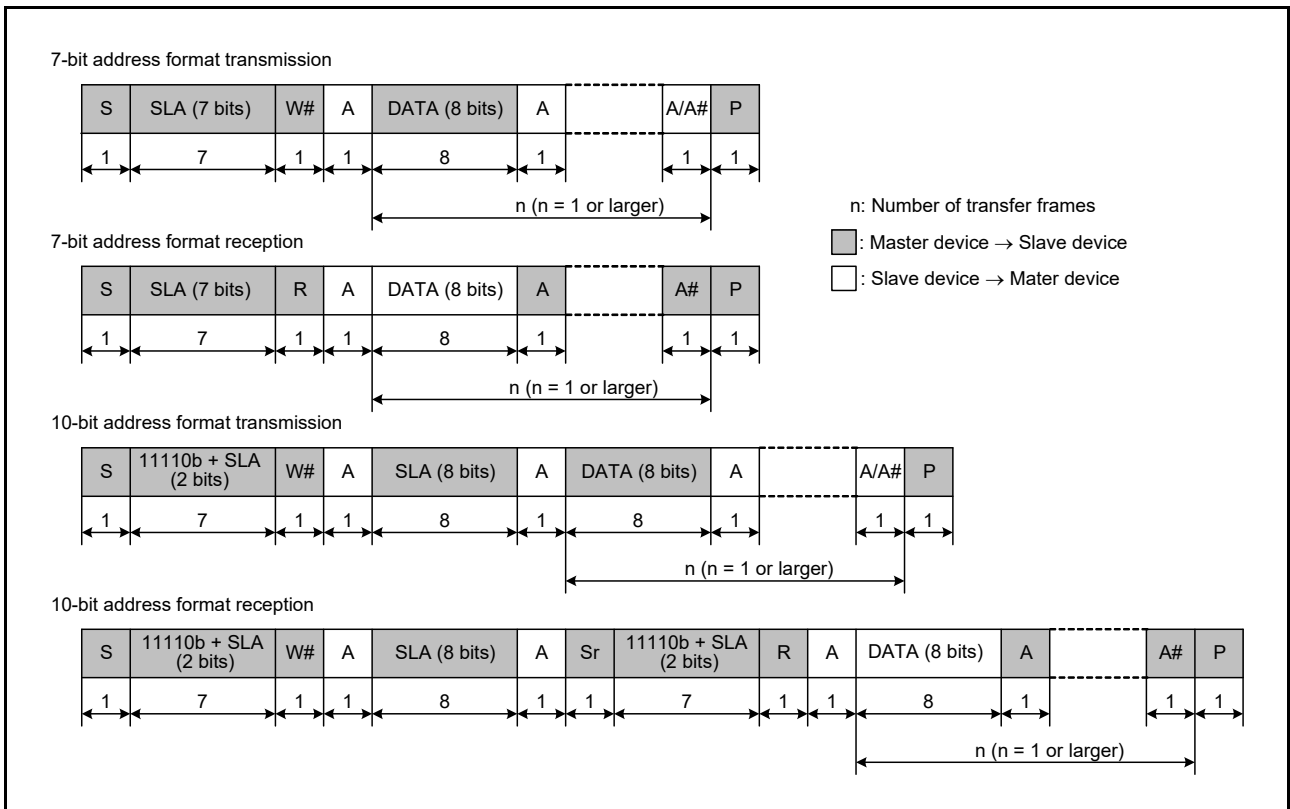 7-bit address format transmission
S SLA (7 bits) W# A DATA (8 bits) A A/A# P
1 7 1 1 8 1 1 1
n (n = 1 or larger)
n: Number of transfer frames
: Master device → Slave device
: Slave device → Mater device
7-bit address format reception
S SLA (7 bits) R A DATA (8 bits) A A# P
1 7 1 1 8 1 1 1
n (n = 1 or larger)
10-bit address format transmission
S 11110b + SLA (2 bits) W# A SLA (8 bits) A DATA (8 bits) A A/A# P
1 7 1 1 8 1 8 1 1 1
n (n = 1 or larger)
10-bit address format reception
S 11110b + SLA (2 bits) W# A SLA (8 bits) A Sr 11110b + SLA (2 bits) R A DATA (8 bits) A A# P
1 7 1 1 8 1 1 7 1 1 8 1 1 1
n (n = 1 or larger)